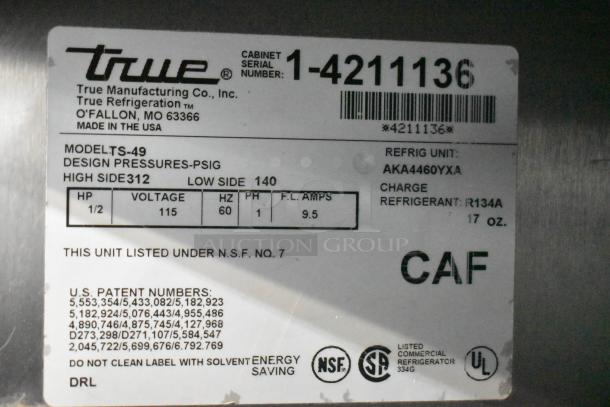 true®
CABINET SERIAL NUMBER: 1-4211136
True Manufacturing Co., Inc.
True Refrigeration™
O'FALLON, MO 63366
MADE IN THE USA
*4211136*
MODEL TS-49
DESIGN PRESSURES-PSIG
HIGH SIDE 312 LOW SIDE 140
REFRIG UNIT:
AKA4460YXA
CHARGE
REFRIGERANT: R134A
17 OZ.
HP VOLTAGE HZ PH F.L. AMPS
1/2 115 60 1 9.5
AUCTION GROUP
THIS UNIT LISTED UNDER N.S.F. NO. 7
CAF
U.S. PATENT NUMBERS:
5,553,354/5,433,082/5,182,923
5,182,924/5,076,443/4,955,486
4,890,746/4,875,745/4,127,968
D273,298/D271,107/5,584,547
2,045,722/5,699,676/6.792.769
DO NOT CLEAN LABEL WITH SOLVENT
DRL
ENERGY
SAVING
NSF®
SA
LISTED
COMMERCIAL
REFRIGERATOR
334G
UL